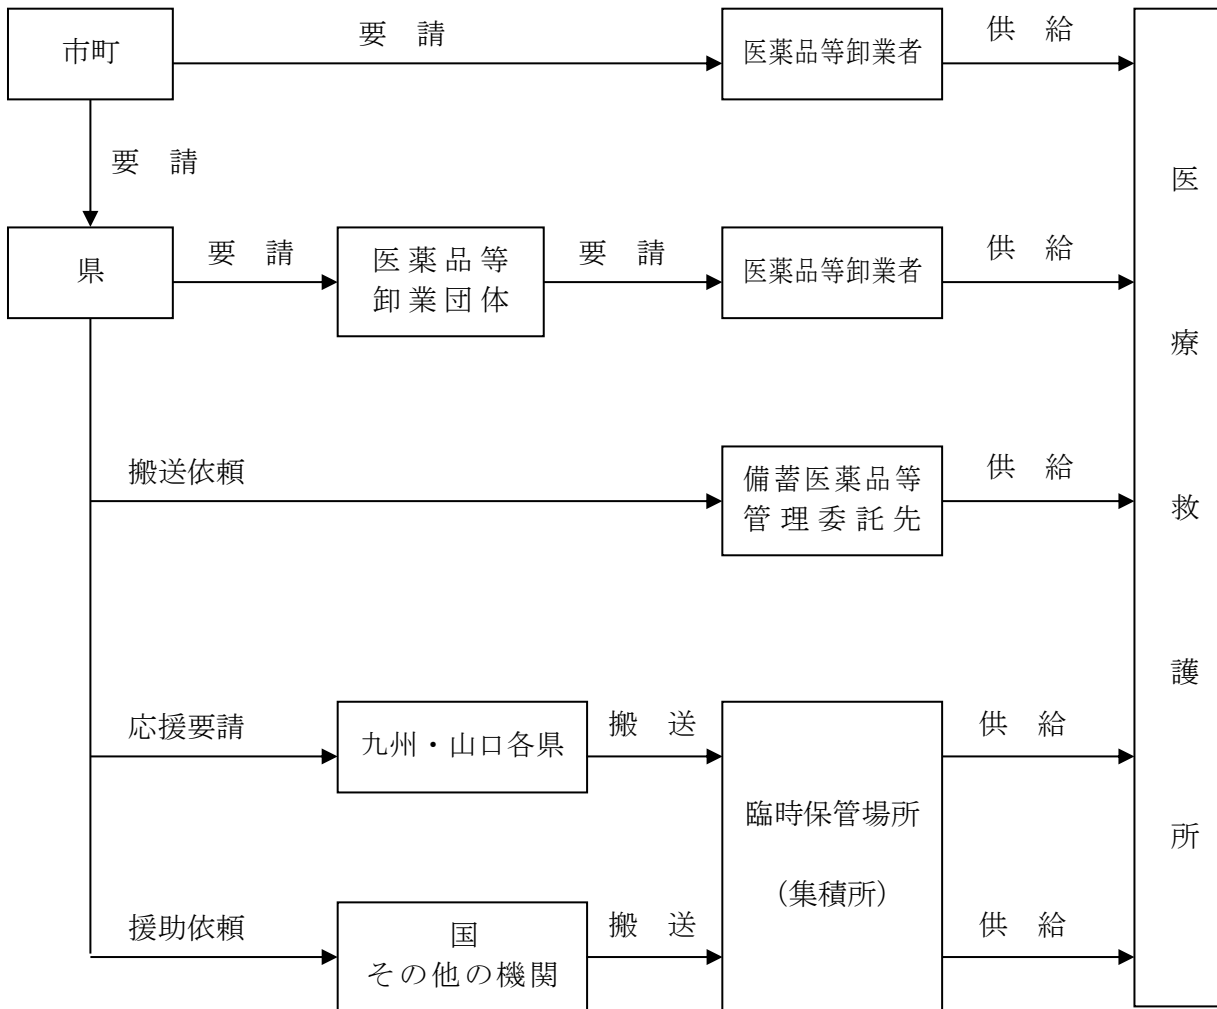 市町
要　請
医薬品等卸業者
供　給
要　請
県
要　請
医薬品等
卸業団体
要　請
医薬品等卸業者
供　給
搬送依頼
備蓄医薬品等
管理委託先
供　給
応援要請
九州・山口各県
搬　送
臨時保管場所
（集積所）
供　給
援助依頼
国
その他の機関
搬　送
供　給
医療救護所